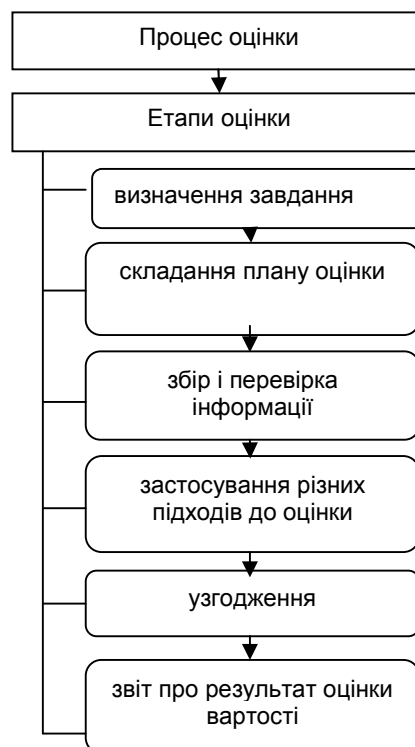 Процес оцінки
Етапи оцінки
визначення завдання
складання плану оцінки
збір і перевірка
інформації
застосування різних
підходів до оцінки
узгодження
звіт про результат оцінки
вартості